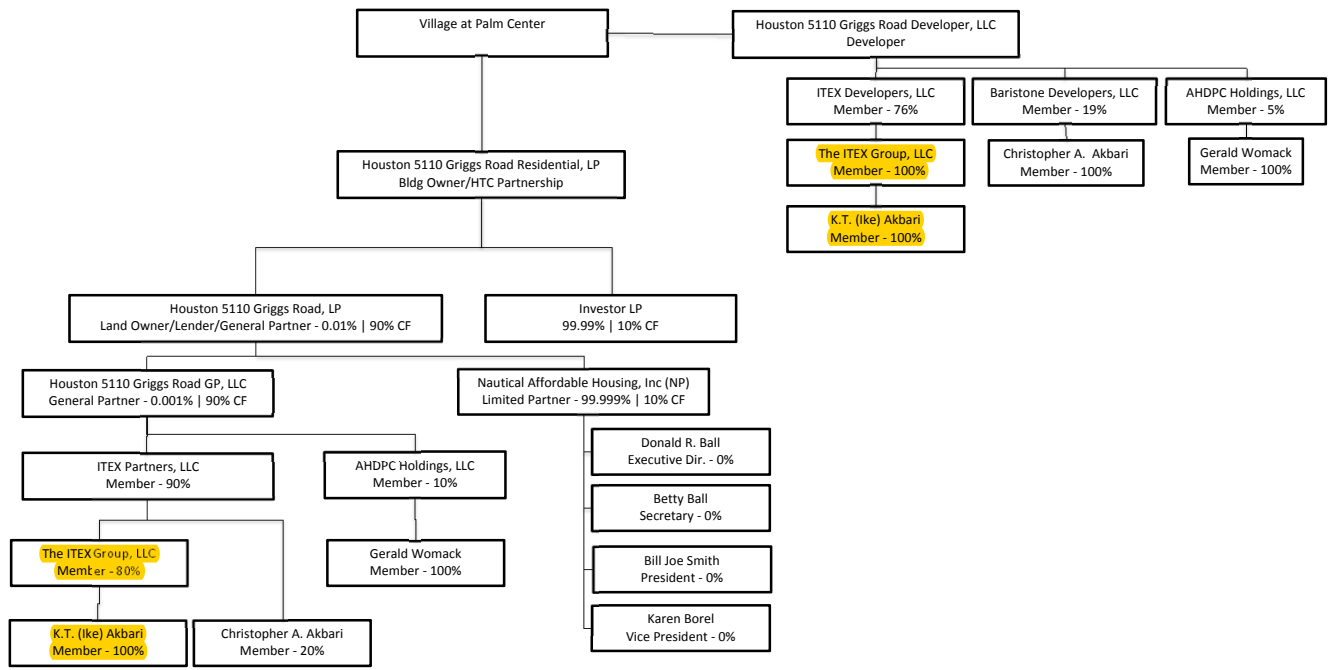 Village at Palm Center
Houston 5110 Griggs Road Developer, LLC
Developer
ITEX Developers, LLC
Member - 76%
Baristone Developers, LLC
Member - 19%
AHDPC Holdings, LLC
Member - 5%
The ITEX Group, LLC
Member - 100%
Christopher A. Akbari
Member - 100%
Gerald Womack
Member - 100%
K.T. (Ike) Akbari
Member - 100%
Houston 5110 Griggs Road Residential, LP
Bldg Owner/HTC Partnership
Houston 5110 Griggs Road, LP
Land Owner/Lender/General Partner - 0.01% | 90% CF
Investor LP
99.99% | 10% CF
Houston 5110 Griggs Road GP, LLC
General Partner - 0.001% | 90% CF
Nautical Affordable Housing, Inc (NP)
Limited Partner - 99.999% | 10% CF
ITEX Partners, LLC
Member - 90%
AHDPC Holdings, LLC
Member - 10%
Donald R. Ball
Executive Dir. - 0%
Betty Ball
Secretary - 0%
The ITEX Group, LLC
Member - 80%
Gerald Womack
Member - 100%
Bill Joe Smith
President - 0%
K.T. (Ike) Akbari
Member - 100%
Christopher A. Akbari
Member - 20%
Karen Borel
Vice President - 0%